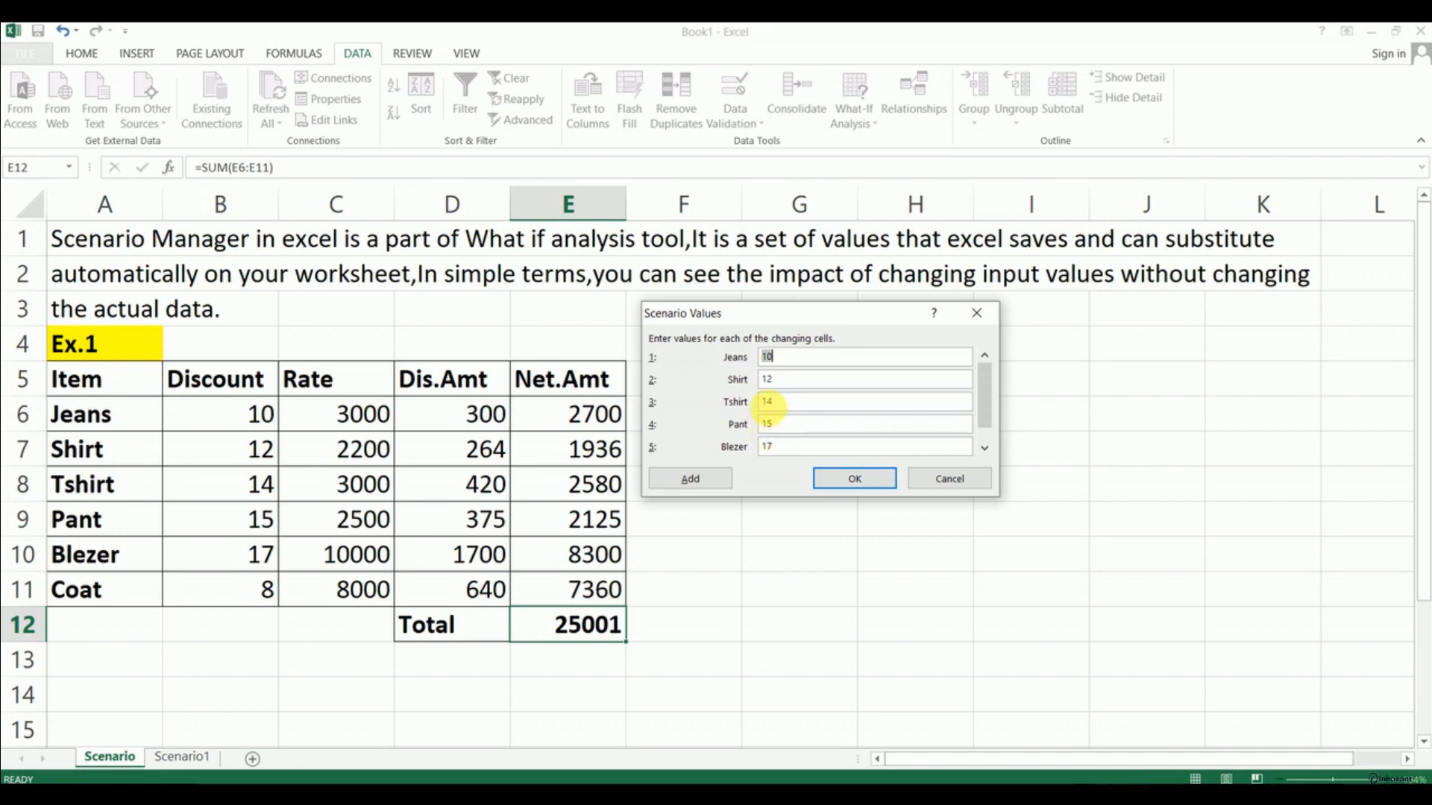 Book1 - Excel
FILE HOME INSERT PAGE LAYOUT FORMULAS DATA REVIEW VIEW Sign in
From Access
From Web
From Text
From Other Sources
Existing Connections
Get External Data
Refresh All
Connections
Properties
Edit Links
Connections
Sort
Filter
Clear
Reapply
Advanced
Sort & Filter
Text to Columns
Flash Fill
Remove Duplicates
Data Validation
Consolidate
What-If Analysis
Relationships
Data Tools
Group
Ungroup
Subtotal
Show Detail
Hide Detail
Outline
E12 fx =SUM(E6:E11)
A B C D E F G H I J K L
1 Scenario Manager in excel is a part of What if analysis tool,It is a set of values that excel saves and can substitute
2 automatically on your worksheet,In simple terms,you can see the impact of changing input values without changing
3 the actual data.
4 Ex.1
5 Item Discount Rate Dis.Amt Net.Amt
6 Jeans 10 3000 300 2700
7 Shirt 12 2200 264 1936
8 Tshirt 14 3000 420 2580
9 Pant 15 2500 375 2125
10 Blezer 17 10000 1700 8300
11 Coat 8 8000 640 7360
12 Total 25001
13
14
15
Scenario Values ?
Enter values for each of the changing cells.
1: Jeans 10
2: Shirt 12
3: Tshirt 14
4: Pant 15
5: Blezer 17
Add OK Cancel
Scenario Scenario1
READY